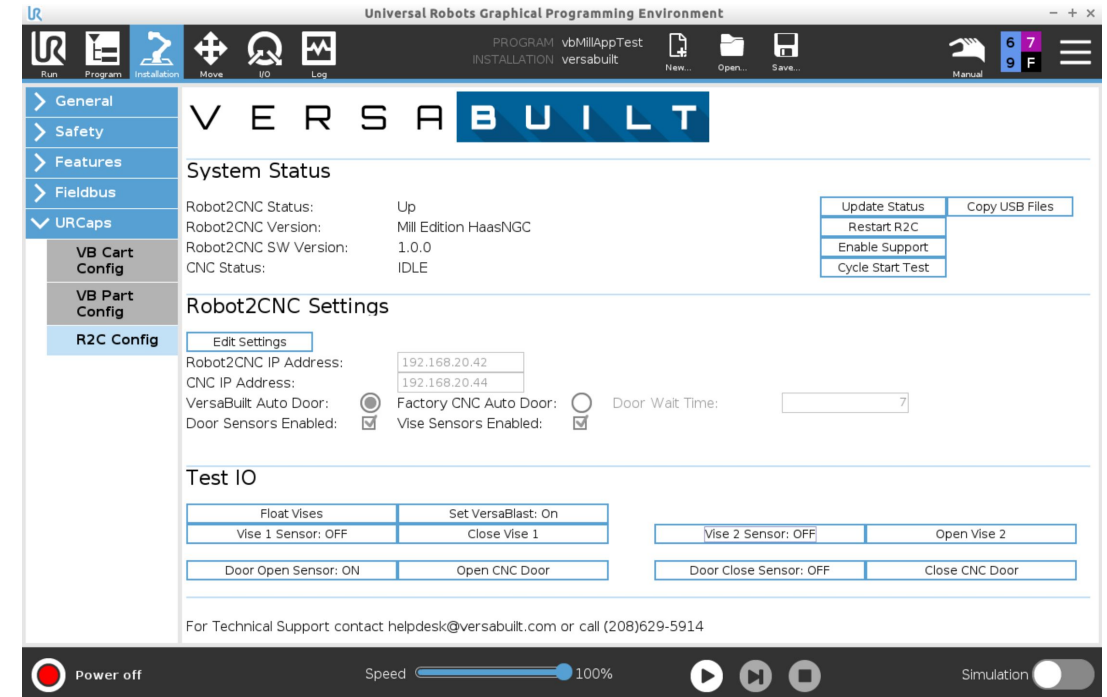 Universal Robots Graphical Programming Environment
Run Program Installation Move I/O Log
PROGRAM vbMillAppTest
INSTALLATION versabuilt
New... Open... Save...
Manual
6 7
9 F
General
Safety
Features
Fieldbus
URCaps
VB Cart
Config
VB Part
Config
R2C Config
VERSABUILT
System Status
Robot2CNC Status: Up Update Status Copy USB Files
Robot2CNC Version: Mill Edition HaasNGC Restart R2C
Robot2CNC SW Version: 1.0.0 Enable Support
CNC Status: IDLE Cycle Start Test
Robot2CNC Settings
Edit Settings
Robot2CNC IP Address: 192.168.20.42
CNC IP Address: 192.168.20.44
VersaBuilt Auto Door: Factory CNC Auto Door: Door Wait Time: 7
Door Sensors Enabled: Vise Sensors Enabled:
Test IO
Float Vises Set VersaBlast: On
Vise 1 Sensor: OFF Close Vise 1 Vise 2 Sensor: OFF Open Vise 2
Door Open Sensor: ON Open CNC Door Door Close Sensor: OFF Close CNC Door
For Technical Support contact helpdesk@versabuilt.com or call (208)629-5914
Power off Speed 100% Simulation